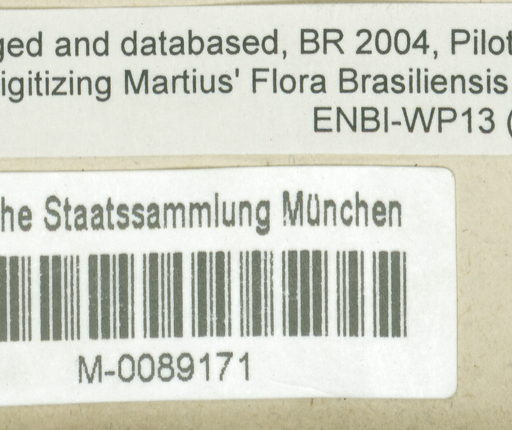 ged and databased, BR 2004, Pilot
igitizing Martius' Flora Brasiliensis
ENBI-WP13 (
he Staatssammlung München
M-0089171